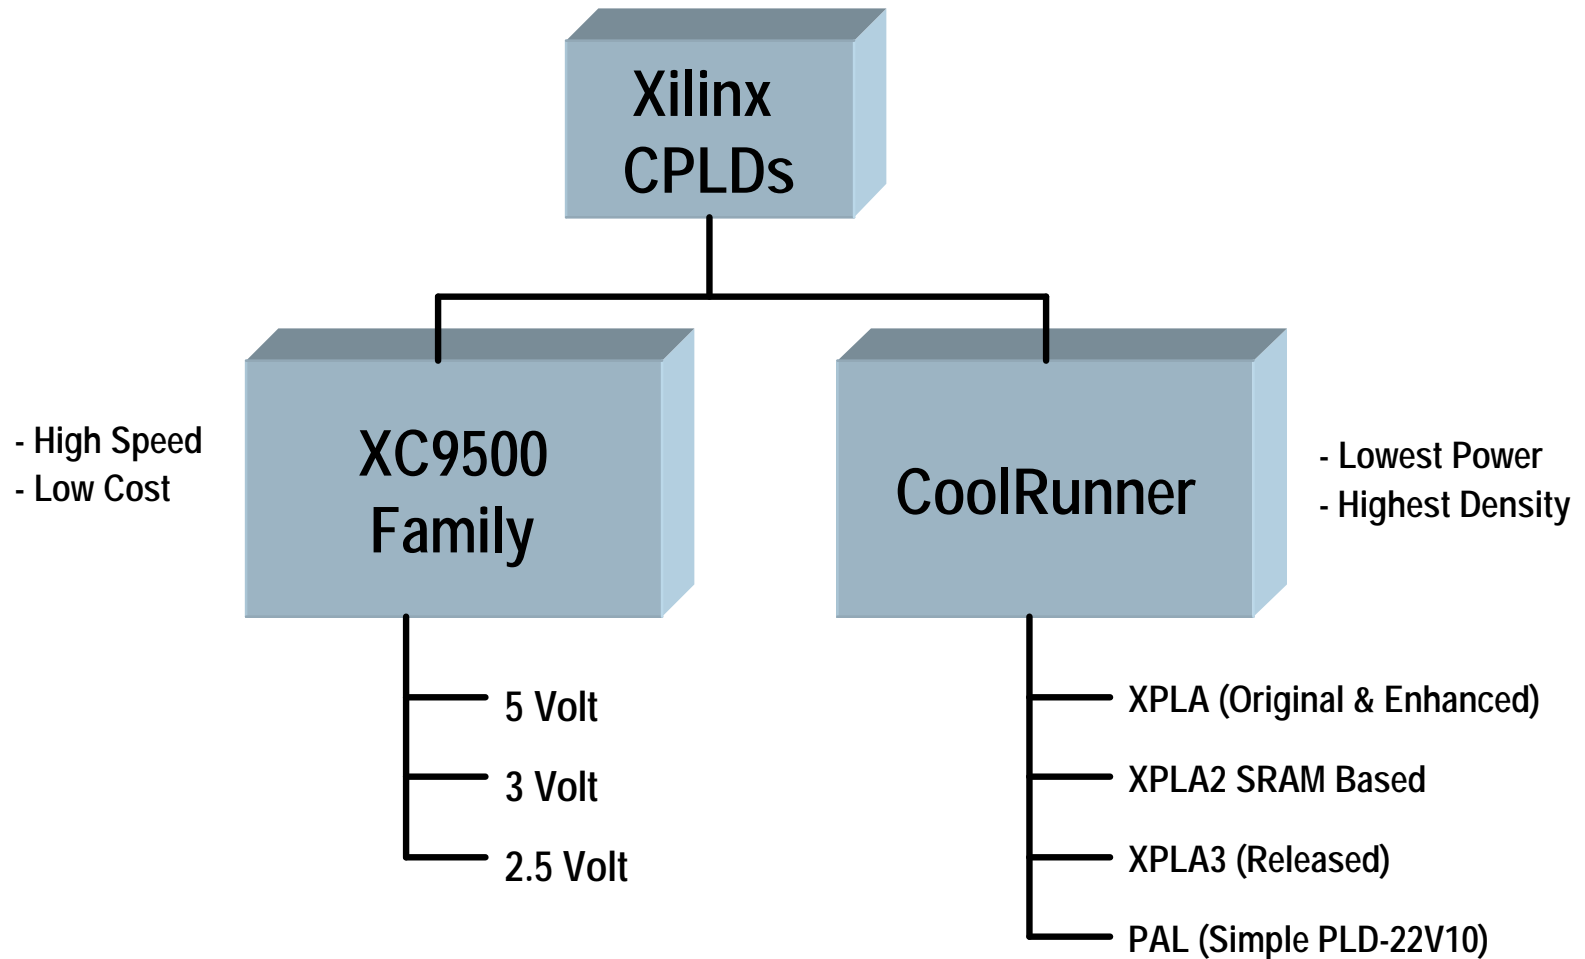 Xilinx
CPLDs
- High Speed
- Low Cost
XC9500
Family
CoolRunner
- Lowest Power
- Highest Density
5 Volt
3 Volt
2.5 Volt
XPLA (Original & Enhanced)
XPLA2 SRAM Based
XPLA3 (Released)
PAL (Simple PLD-22V10)